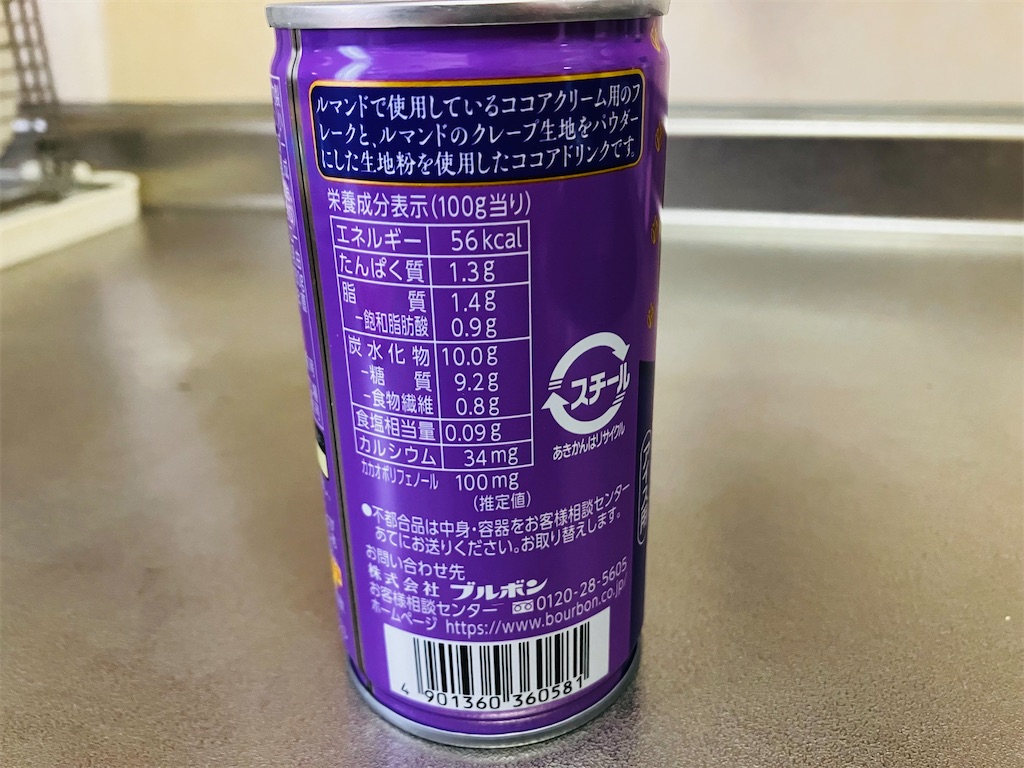 ルマンドで使用しているココアクリーム用のフ
レークと、ルマンドのクレープ生地をパウダー
にした生地粉を使用したココアドリンクです。
栄養成分表示(100g当り)
エネルギー 56kcal
たんぱく質 1.3g
脂質 1.4g
−飽和脂肪酸 0.9g
炭水化物 10.0g
−糖質 9.2g
−食物繊維 0.8g
食塩相当量 0.09g
カルシウム 34mg
カカオポリフェノール 100mg
(推定値)
スチール
あきかんはリサイクル
●不都合品は中身・容器をお客様相談センター
あてにお送りください。お取り替えします。
お問い合わせ先
株式会社 ブルボン
お客様相談センター 0120-28-5605
ホームページ https://www.bourbon.co.jp/
4 901360 360581